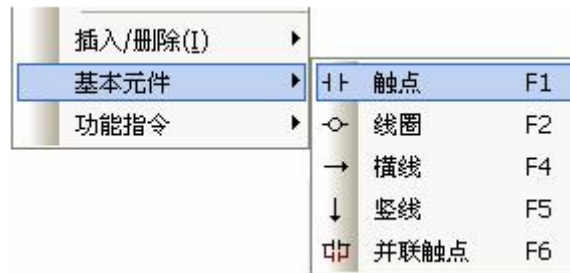 插入/删除(I)
基本元件
功能指令
触点 F1
线圈 F2
横线 F4
竖线 F5
并联触点 F6